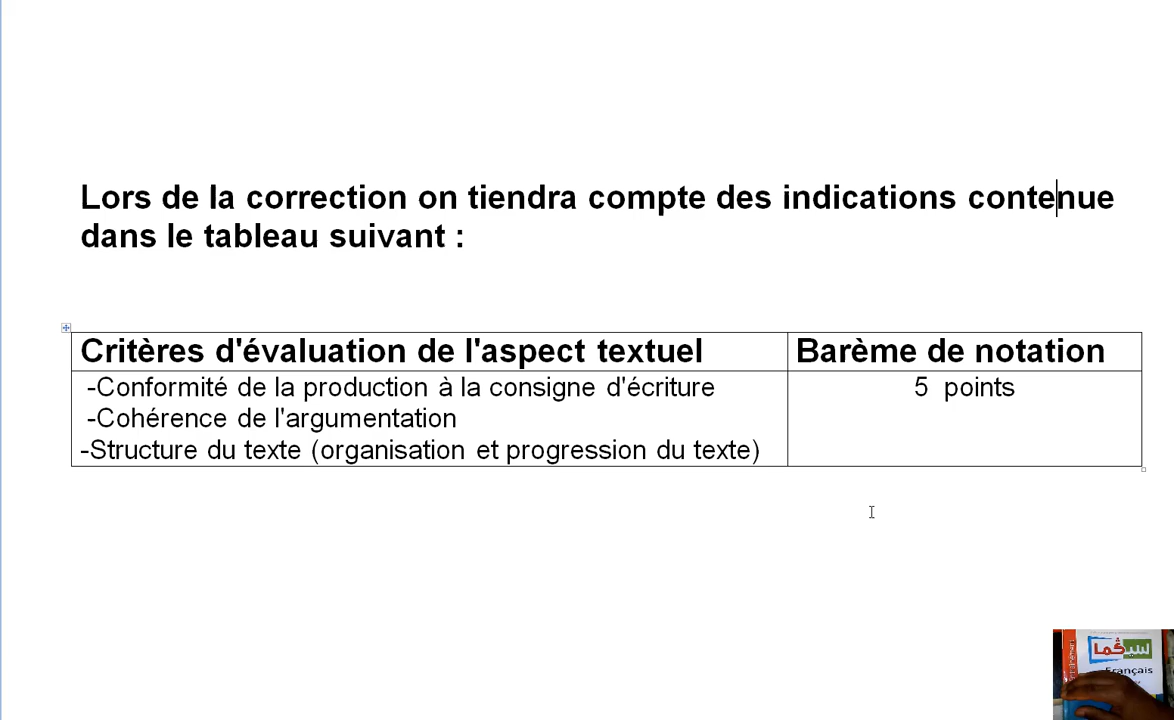 Lors de la correction on tiendra compte des indications contenue
dans le tableau suivant :
Critères d'évaluation de l'aspect textuel Barème de notation
-Conformité de la production à la consigne d'écriture 5 points
-Cohérence de l'argumentation
-Structure du texte (organisation et progression du texte)
سيڭما
Français